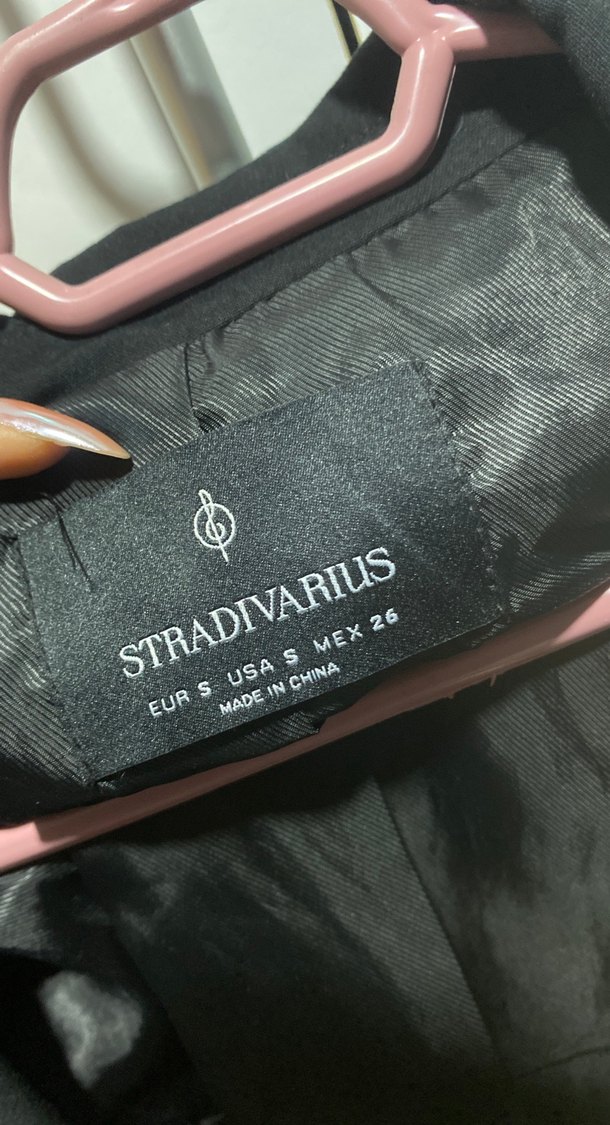 STRADIVARIUS
EUR S USA S MEX 26
MADE IN CHINA